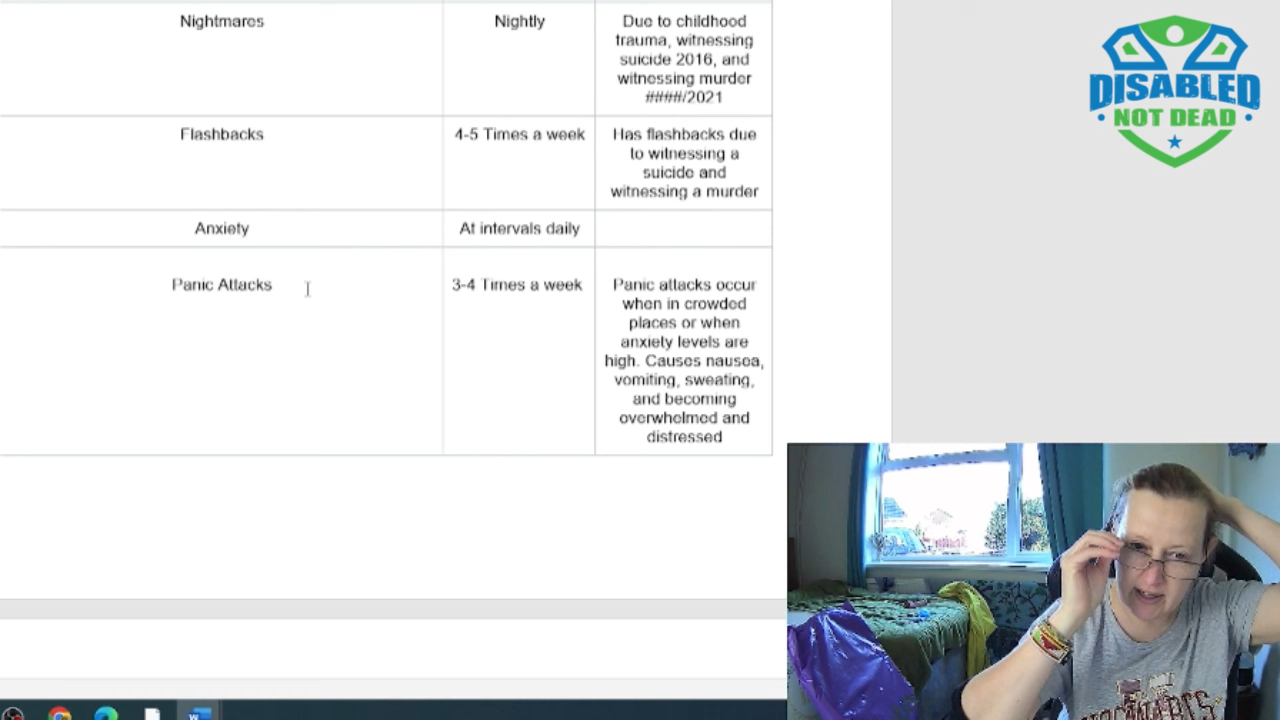 Nightmares
Nightly
Due to childhood
trauma, witnessing
suicide 2016, and
witnessing murder
####/2021
Flashbacks
4-5 Times a week
Has flashbacks due
to witnessing a
suicide and
witnessing a murder
Anxiety
At intervals daily
Panic Attacks
3-4 Times a week
Panic attacks occur
when in crowded
places or when
anxiety levels are
high. Causes nausea,
vomiting, sweating,
and becoming
overwhelmed and
distressed
DISABLED
• NOT DEAD •